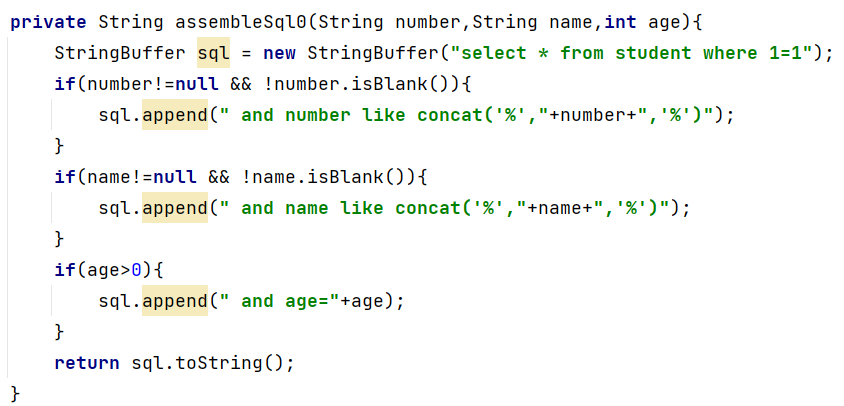 private String assembleSql0(String number,String name,int age){
    StringBuffer sql = new StringBuffer("select * from student where 1=1");
    if(number!=null && !number.isBlank()){
        sql.append(" and number like concat('%',"+number+",'%')");
    }
    if(name!=null && !name.isBlank()){
        sql.append(" and name like concat('%',"+name+",'%')");
    }
    if(age>0){
        sql.append(" and age="+age);
    }
    return sql.toString();
}